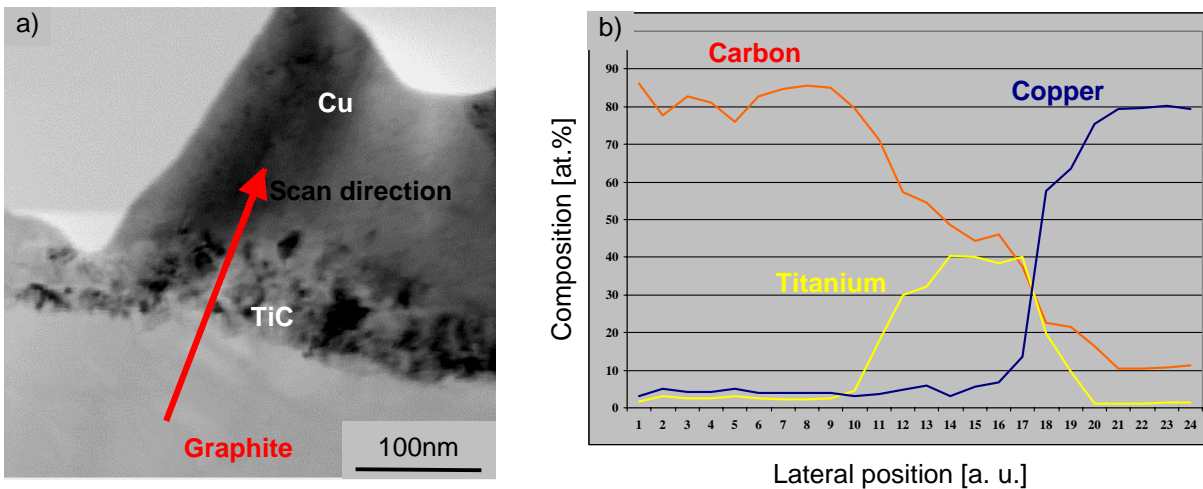 a)
Cu
Scan direction
TiC
Graphite
100nm
b)
Carbon
Copper
Titanium
Composition [at.%]
90
80
70
60
50
40
30
20
10
0
1 2 3 4 5 6 7 8 9 10 11 12 13 14 15 16 17 18 19 20 21 22 23 24
Lateral position [a. u.]